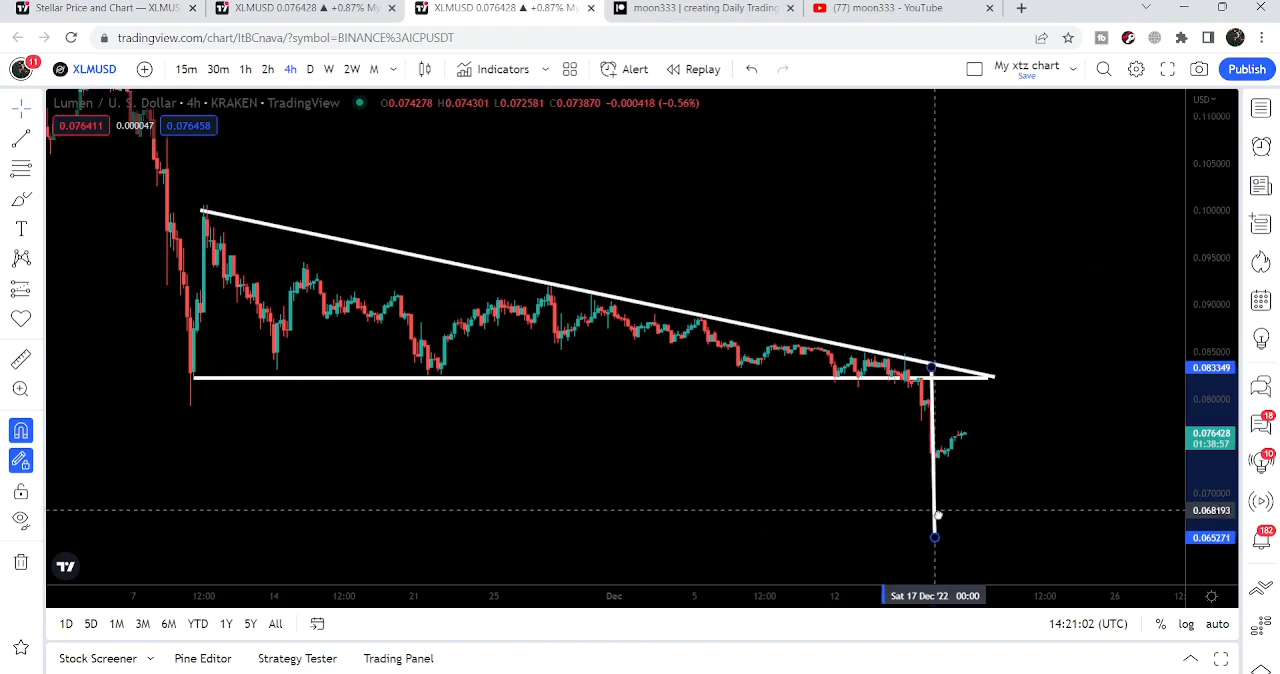 Stellar Price and Chart — XLMUS
XLMUSD 0.076428 ▲ +0.87% My
XLMUSD 0.076428 ▲ +0.87% My
moon333 | creating Daily Trading
(77) moon333 - YouTube
tradingview.com/chart/ItBCnava/?symbol=BINANCE%3AICPUSDT
11
XLMUSD
15m 30m 1h 2h 4h D W 2W M
Indicators
Alert
Replay
My xtz chart
Save
Publish
Lumen / U. S. Dollar • 4h • KRAKEN • TradingView
O0.074278 H0.074301 L0.072581 C0.073870 −0.000418 (−0.56%)
0.076411 0.000047 0.076458
USD
0.110000
0.105000
0.100000
0.095000
0.090000
0.085000
0.083349
0.080000
0.076428
01:38:57
0.070000
0.068193
0.065271
18
10
182
7 12:00 14 12:00 21 25 Dec 5 12:00 12 Sat 17 Dec '22 00:00 12:00 26 12:
1D 5D 1M 3M 6M YTD 1Y 5Y All
14:21:02 (UTC) % log auto
Stock Screener Pine Editor Strategy Tester Trading Panel